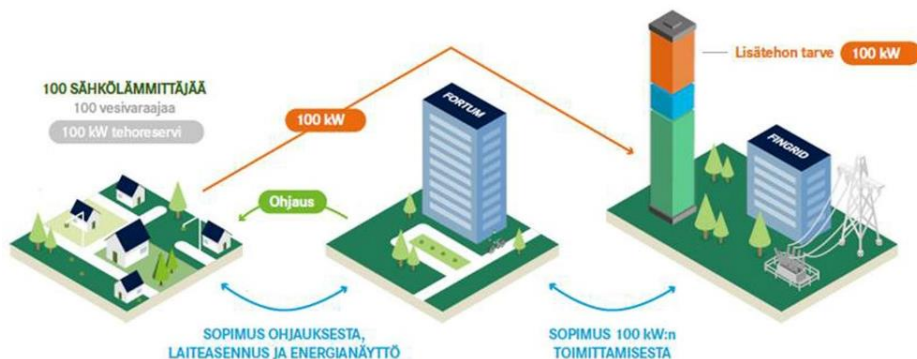 100 SÄHKÖLÄMMITTÄJÄÄ
100 vesivaraajaa
100 kW tehoreservi
100 kW
Ohjaus
FORTUM
Lisätehon tarve 100 kW
FINGRID
SOPIMUS OHJAUKSESTA,
LAITEASENNUS JA ENERGIANÄYTTÖ
SOPIMUS 100 kW:n
TOIMITTAMISESTA